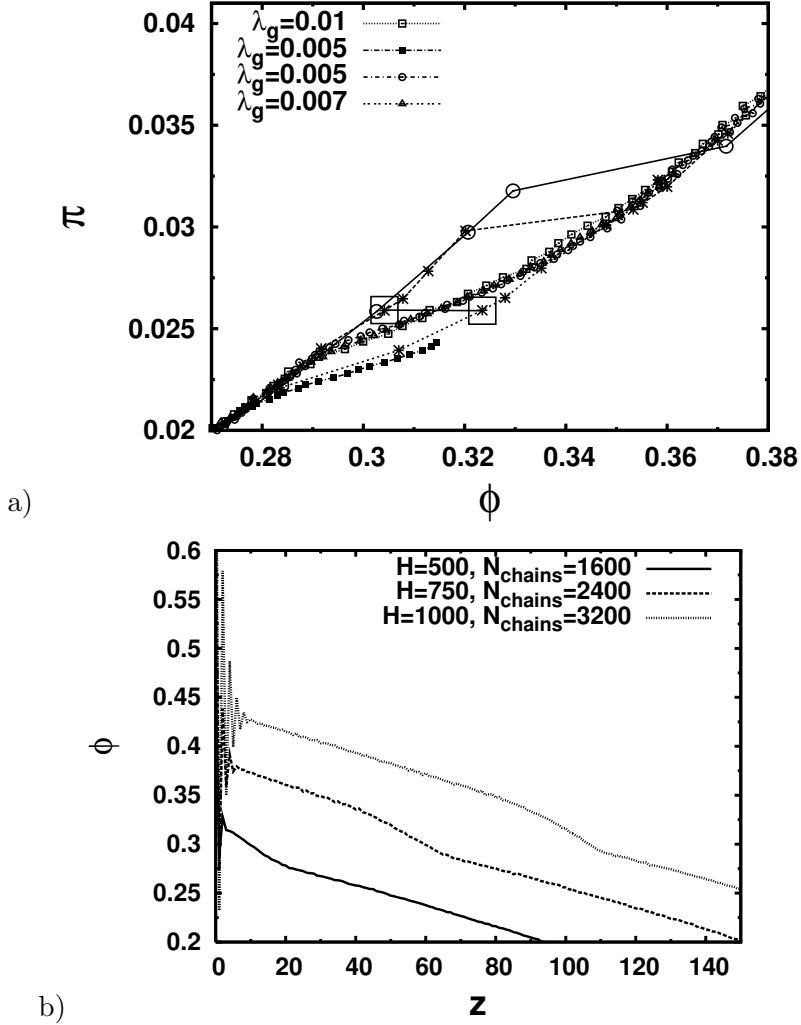 0.04
0.035
0.03
0.025
0.02
π
λg=0.01
λg=0.005
λg=0.005
λg=0.007
0.28 0.3 0.32 0.34 0.36 0.38
ϕ
a)
0.6
0.55
0.5
0.45
0.4
0.35
0.3
0.25
0.2
ϕ
H=500, Nchains=1600
H=750, Nchains=2400
H=1000, Nchains=3200
0 20 40 60 80 100 120 140
z
b)